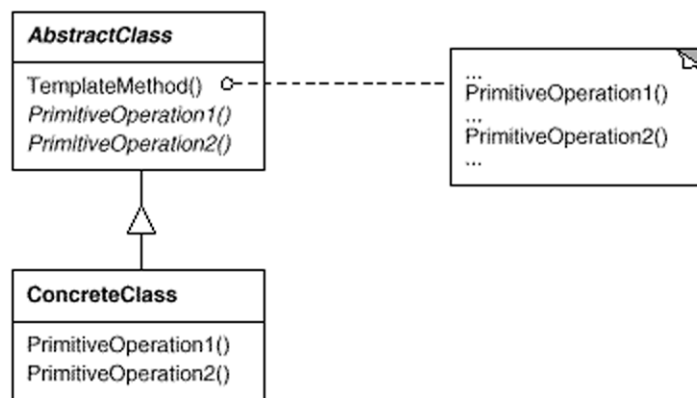 AbstractClass
TemplateMethod()
PrimitiveOperation1()
PrimitiveOperation2()
...
PrimitiveOperation1()
...
PrimitiveOperation2()
...
ConcreteClass
PrimitiveOperation1()
PrimitiveOperation2()